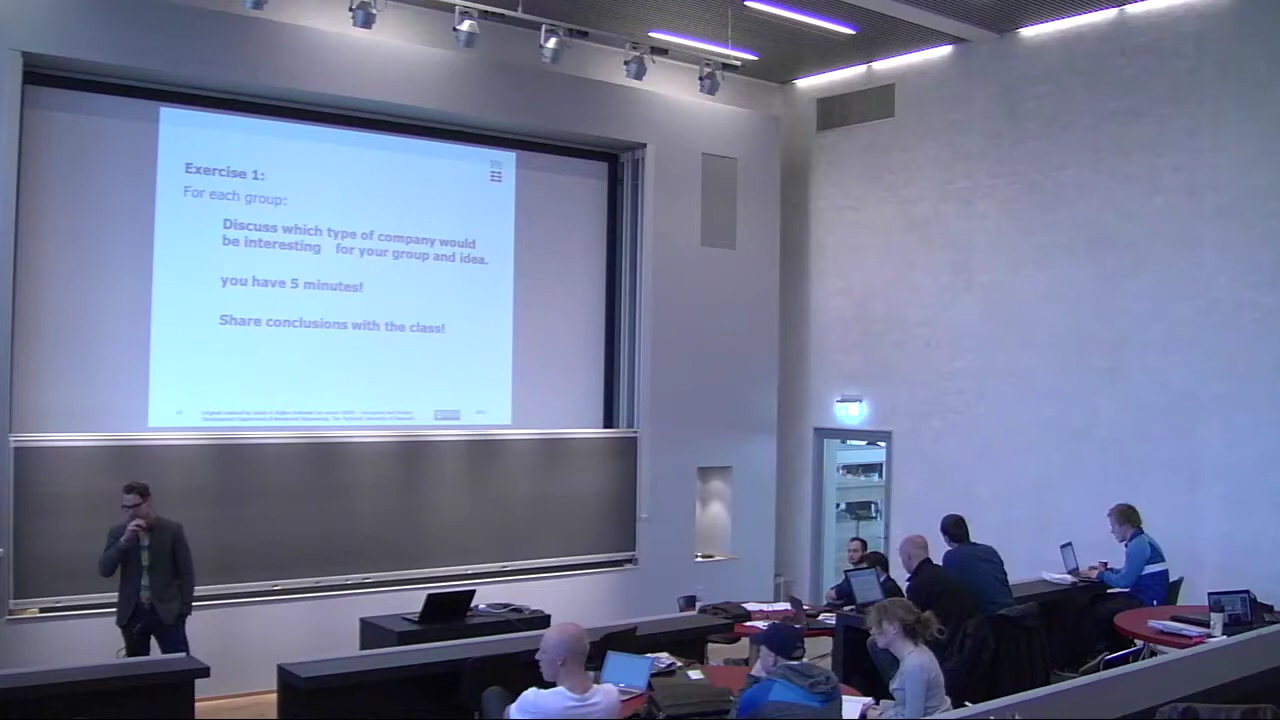 Exercise 1:
For each group:
Discuss which type of company would
be interesting for your group and idea.
you have 5 minutes!
Share conclusions with the class!